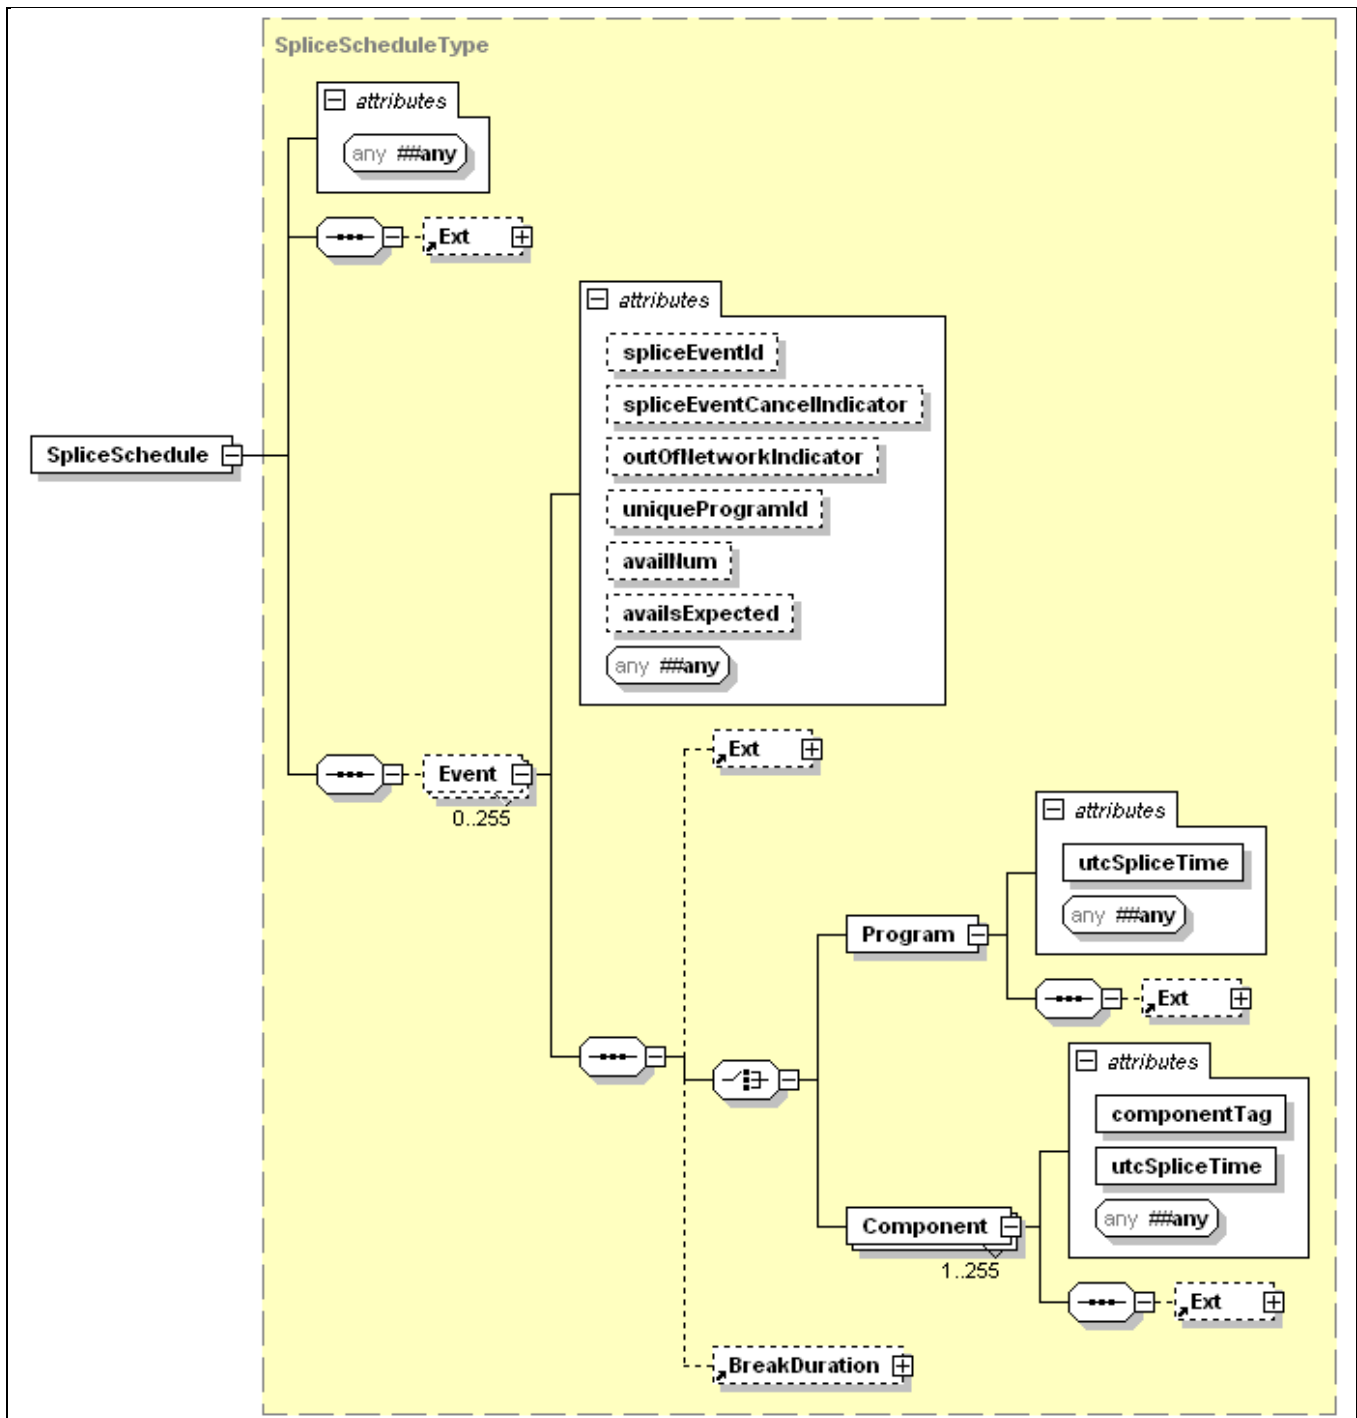 SpliceScheduleType
attributes
any ##any
Ext
attributes
spliceEventId
spliceEventCancelIndicator
outOfNetworkIndicator
SpliceSchedule
uniqueProgramId
availNum
availsExpected
any ##any
Ext
Event
0..255
attributes
utcSpliceTime
any ##any
Program
Ext
attributes
componentTag
utcSpliceTime
any ##any
Component
1..255
Ext
BreakDuration